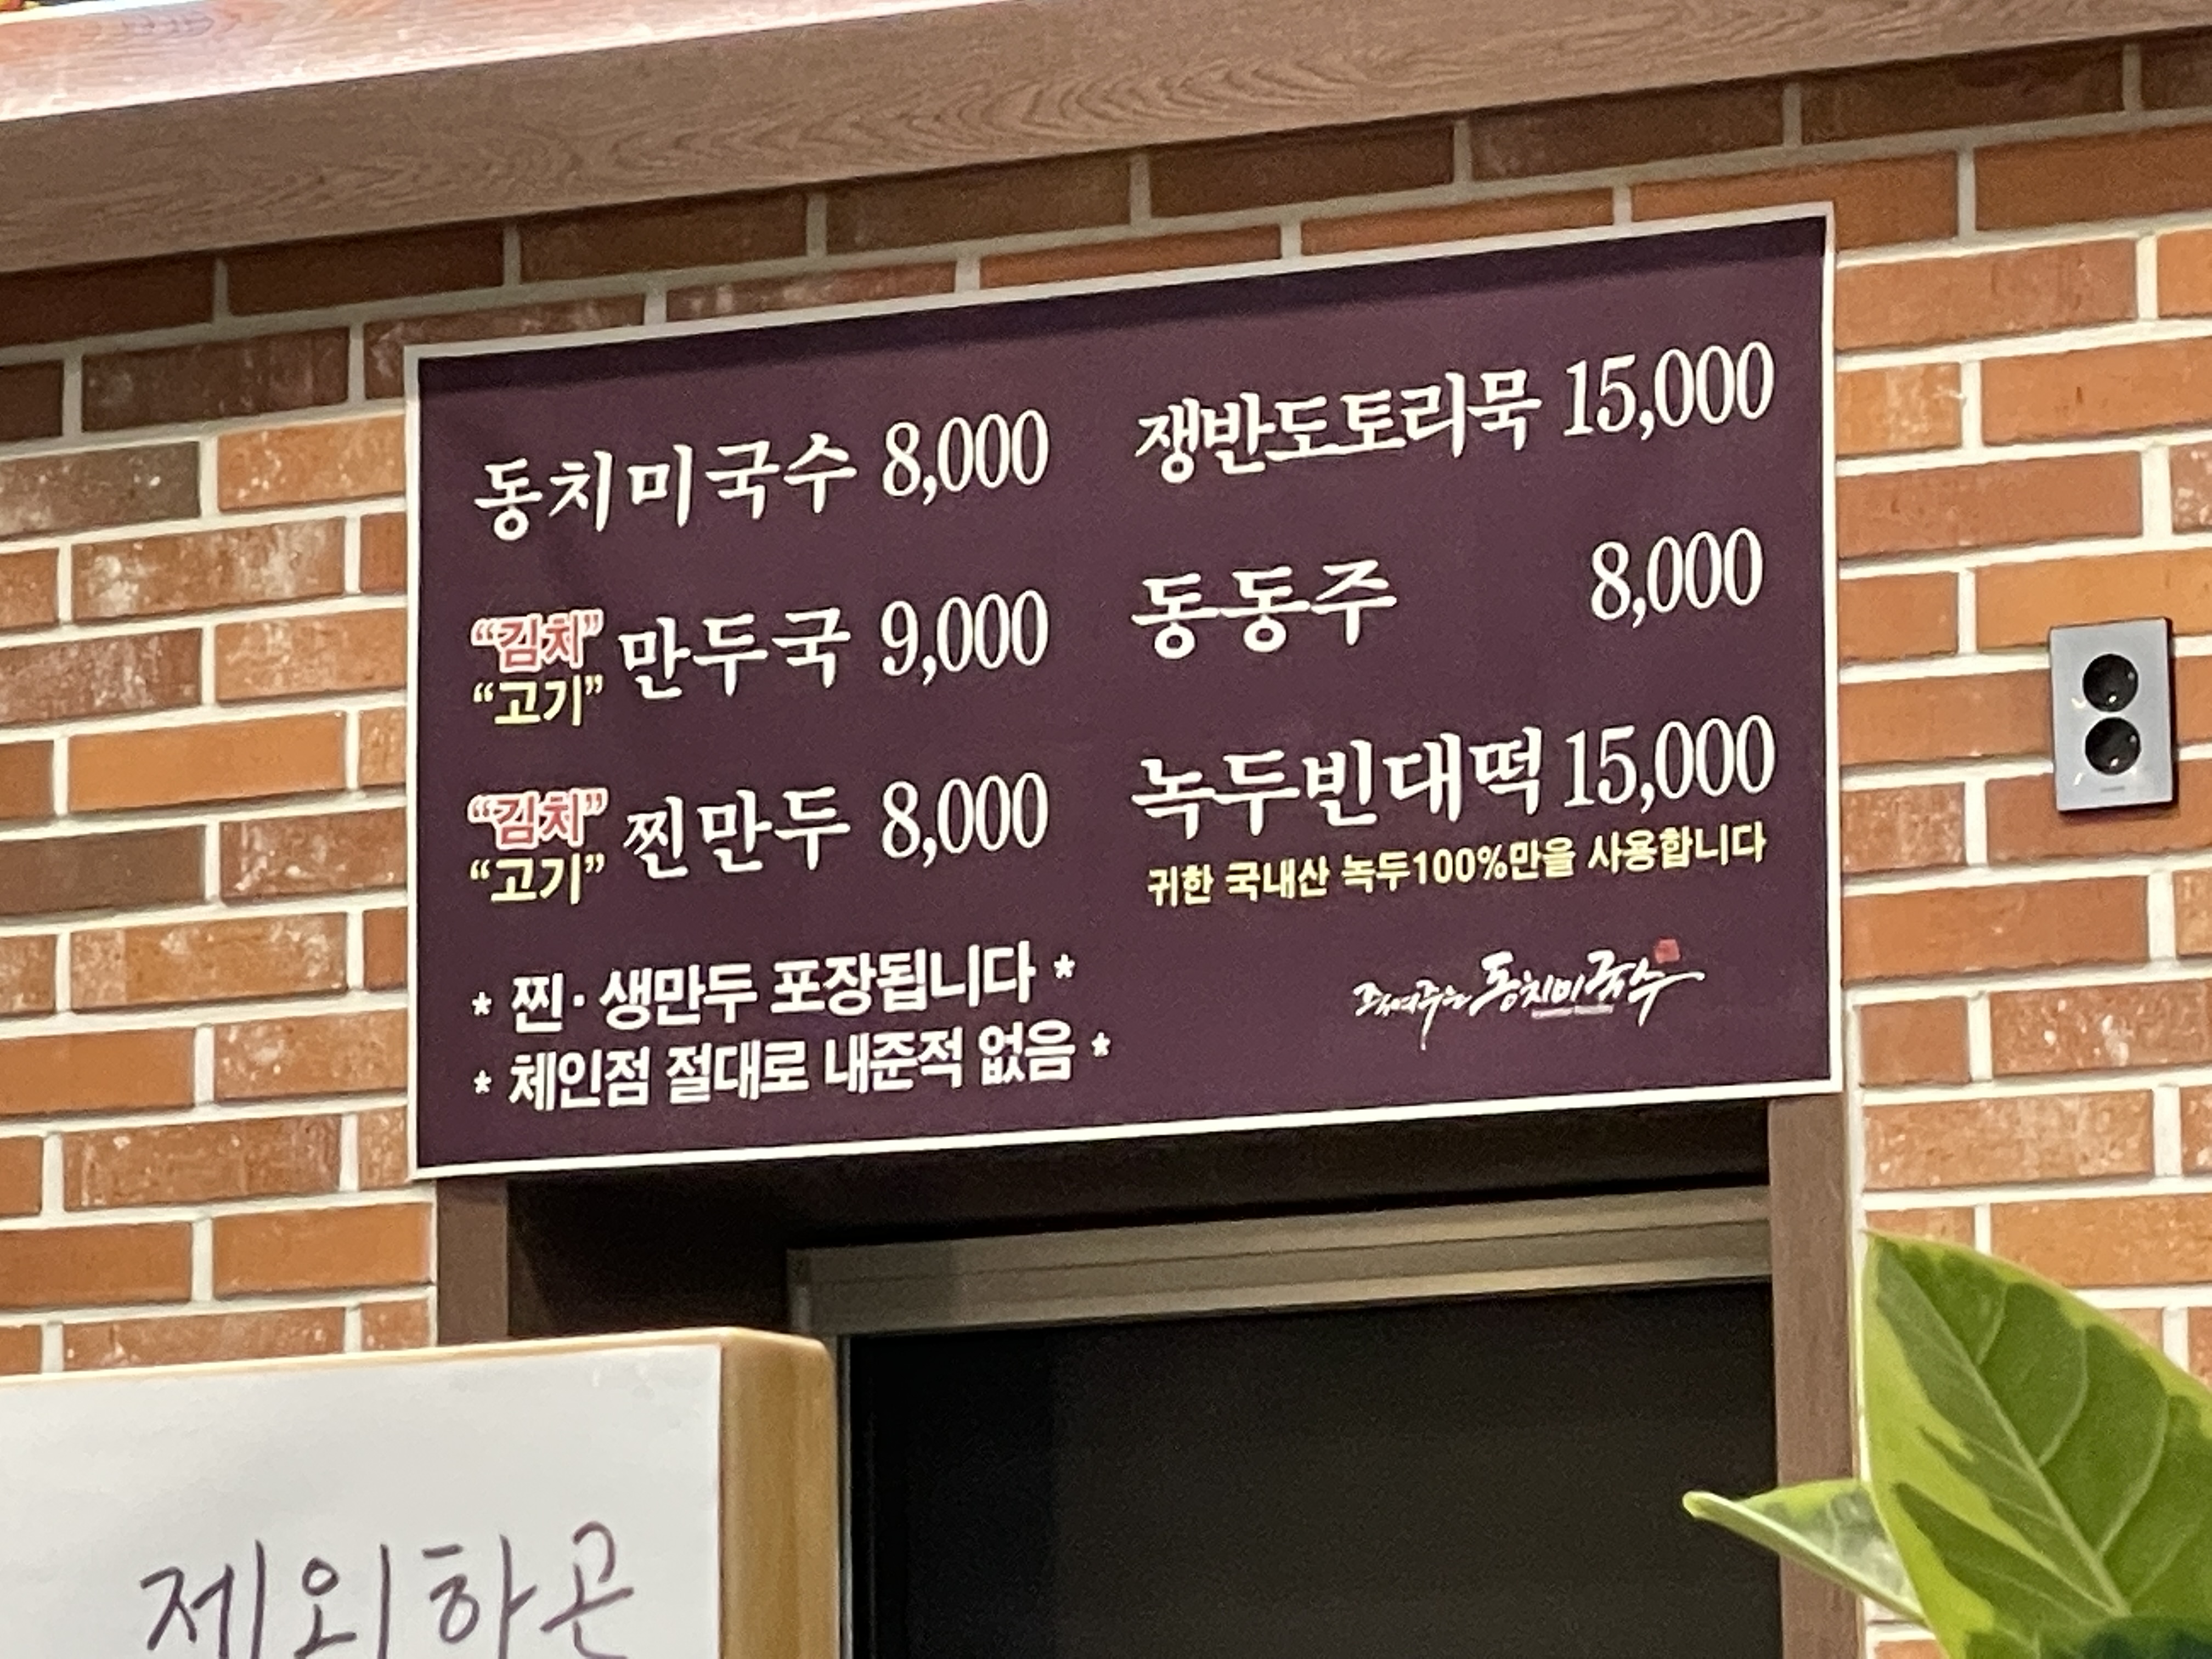 동치미국수 8,000
"김치"
"고기" 만두국 9,000
"김치"
"고기" 찐만두 8,000
* 찐·생만두 포장됩니다 *
* 체인점 절대로 내준적 없음 *
쟁반도토리묵 15,000
동동주 8,000
녹두빈대떡 15,000
귀한 국내산 녹두100%만을 사용합니다
동치미국수
제외하곤